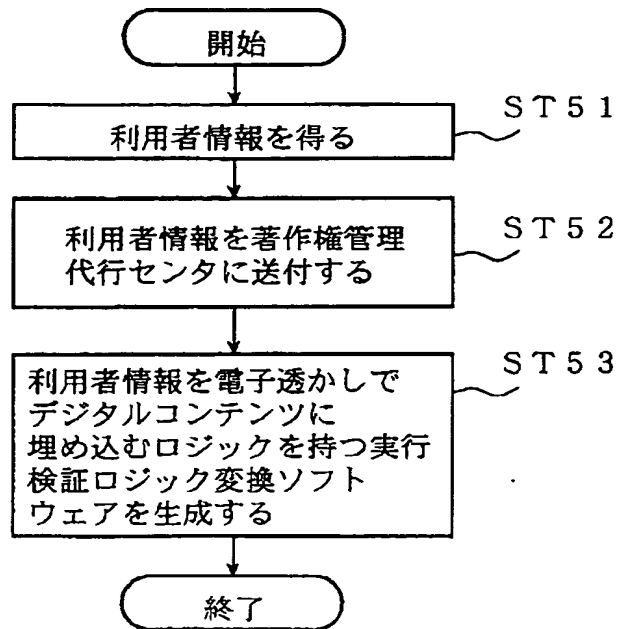 開始
利用者情報を得る
ST51
利用者情報を著作権管理
代行センタに送付する
ST52
利用者情報を電子透かしで
デジタルコンテンツに
埋め込むロジックを持つ実行
検証ロジック変換ソフト
ウェアを生成する
ST53
終了